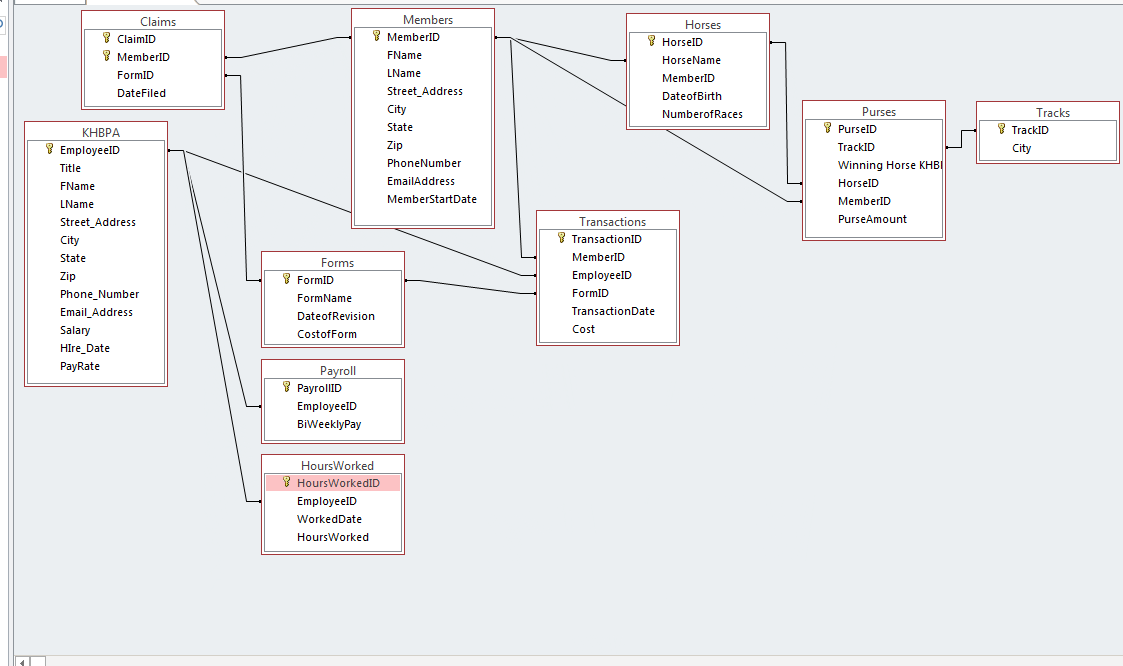 Claims
ClaimID
MemberID
FormID
DateFiled
Members
MemberID
FName
LName
Street_Address
City
State
Zip
PhoneNumber
EmailAddress
MemberStartDate
Horses
HorseID
HorseName
MemberID
DateofBirth
NumberofRaces
Purses
PurseID
TrackID
Winning Horse KHBI
HorseID
MemberID
PurseAmount
Tracks
TrackID
City
KHBPA
EmployeeID
Title
FName
LName
Street_Address
City
State
Zip
Phone_Number
Email_Address
Salary
HIre_Date
PayRate
Transactions
TransactionID
MemberID
EmployeeID
FormID
TransactionDate
Cost
Forms
FormID
FormName
DateofRevision
CostofForm
Payroll
PayrollID
EmployeeID
BiWeeklyPay
HoursWorked
HoursWorkedID
EmployeeID
WorkedDate
HoursWorked